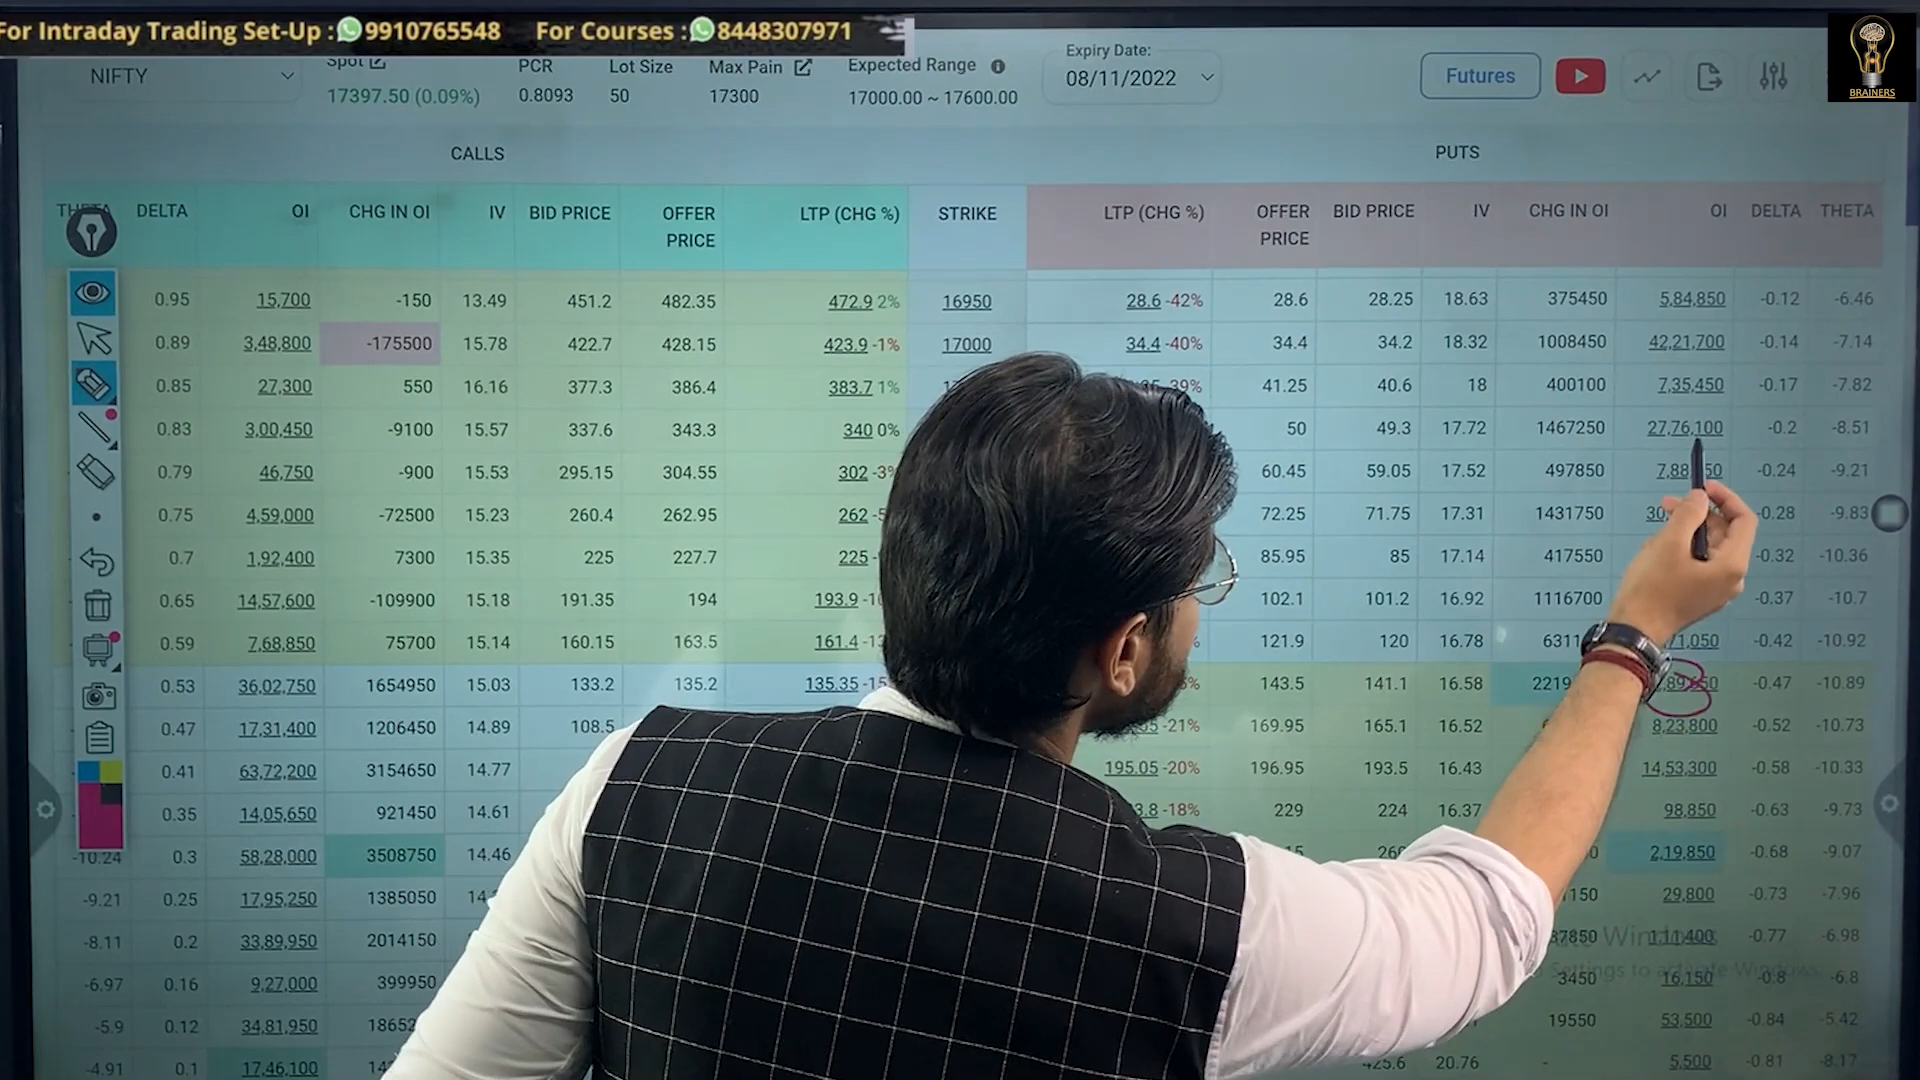 For Intraday Trading Set-Up : 9910765548 For Courses : 8448307971
BRAINERS
NIFTY
Spot
17397.50 (0.09%)
PCR
0.8093
Lot Size
50
Max Pain
17300
Expected Range
17000.00 ~ 17600.00
Expiry Date:
08/11/2022
Futures
CALLS PUTS
THETA DELTA OI CHG IN OI IV BID PRICE OFFER PRICE LTP (CHG %) STRIKE LTP (CHG %) OFFER PRICE BID PRICE IV CHG IN OI OI DELTA THETA
0.95 15,700 -150 13.49 451.2 482.35 472.9 2% 16950 28.6 -42% 28.6 28.25 18.63 375450 5,84,850 -0.12 -6.46
0.89 3,48,800 -175500 15.78 422.7 428.15 423.9 -1% 17000 34.4 -40% 34.4 34.2 18.32 1008450 42,21,700 -0.14 -7.14
0.85 27,300 550 16.16 377.3 386.4 383.7 1% -39% 41.25 40.6 18 400100 7,35,450 -0.17 -7.82
0.83 3,00,450 -9100 15.57 337.6 343.3 340 0% 50 49.3 17.72 1467250 27,76,100 -0.2 -8.51
0.79 46,750 -900 15.53 295.15 304.55 302 -3% 60.45 59.05 17.52 497850 -0.24 -9.21
0.75 4,59,000 -72500 15.23 260.4 262.95 262 72.25 71.75 17.31 1431750 -0.28 -9.83
0.7 1,92,400 7300 15.35 225 227.7 225 85.95 85 17.14 417550 -0.32 -10.36
0.65 14,57,600 -109900 15.18 191.35 194 193.9 102.1 101.2 16.92 1116700 -0.37 -10.7
0.59 7,68,850 75700 15.14 160.15 163.5 161.4 121.9 120 16.78 -0.42 -10.92
0.53 36,02,750 1654950 15.03 133.2 135.2 135.35 143.5 141.1 16.58 -0.47 -10.89
0.47 17,31,400 1206450 14.89 108.5 -21% 169.95 165.1 16.52 8,23,800 -0.52 -10.73
0.41 63,72,200 3154650 14.77 195.05 -20% 196.95 193.5 16.43 14,53,300 -0.58 -10.33
0.35 14,05,650 921450 14.61 -18% 229 224 16.37 98,850 -0.63 -9.73
-10.24 0.3 58,28,000 3508750 14.46 2,19,850 -0.68 -9.07
-9.21 0.25 17,95,250 1385050 29,800 -0.73 -7.96
-8.11 0.2 33,89,950 2014150 1,11,400 -0.77 -6.98
-6.97 0.16 9,27,000 399950 3450 16,150 -0.8 -6.8
-5.9 0.12 34,81,950 19550 53,500 -0.84 -5.42
-4.91 0.1 17,46,100 20.76 - 5,500 -0.81 -8.17
Settings to activate Windows.